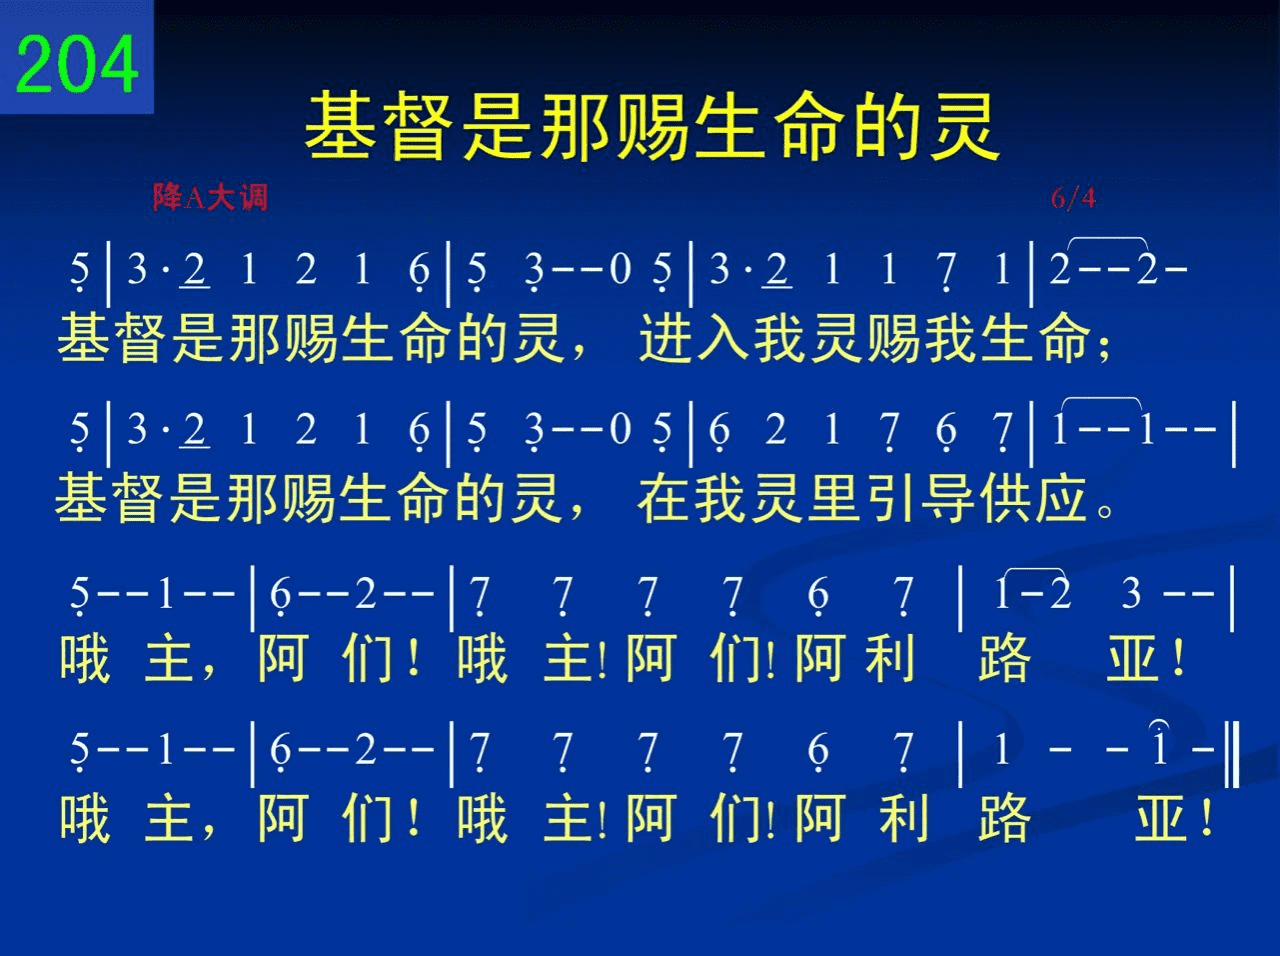 204
基督是那赐生命的灵
降A大调 6/4
5̣|3·2̲ 1 2 1 6̣|5̣ 3̣--0 5̣|3·2̲ 1 1 7̣ 1|2--2-
基督是那赐生命的灵， 进入我灵赐我生命；
5̣|3·2̲ 1 2 1 6̣|5̣ 3̣--0 5̣|6̣ 2 1 7̣ 6̣ 7̣|1--1--|
基督是那赐生命的灵， 在我灵里引导供应。
5̣--1--|6̣--2--|7̣ 7̣ 7̣ 7̣ 6̣ 7̣|1-2 3--|
哦 主，阿 们！哦 主！阿 们！阿 利 路 亚！
5̣--1--|6̣--2--|7̣ 7̣ 7̣ 7̣ 6̣ 7̣|1 - - 1̇ -‖
哦 主，阿 们！哦 主！阿 们！阿 利 路 亚！